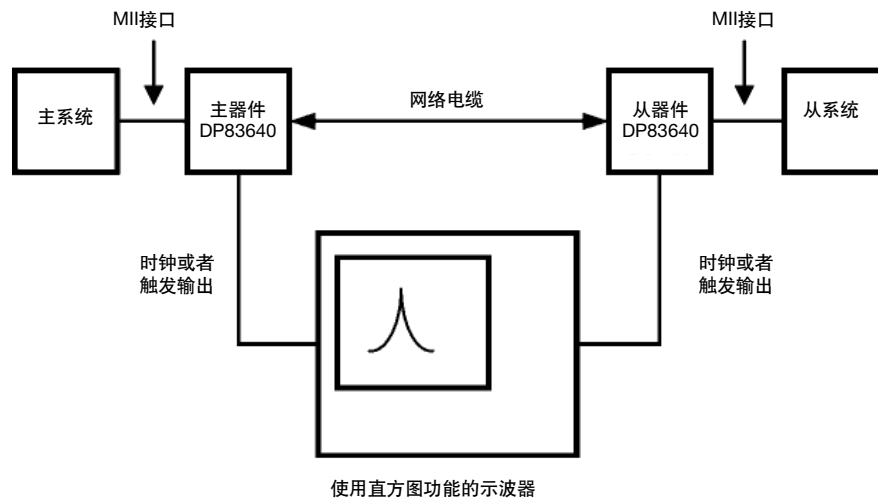 MII接口
MII接口
主系统
主器件
DP83640
网络电缆
从器件
DP83640
从系统
时钟或者
触发输出
时钟或者
触发输出
使用直方图功能的示波器